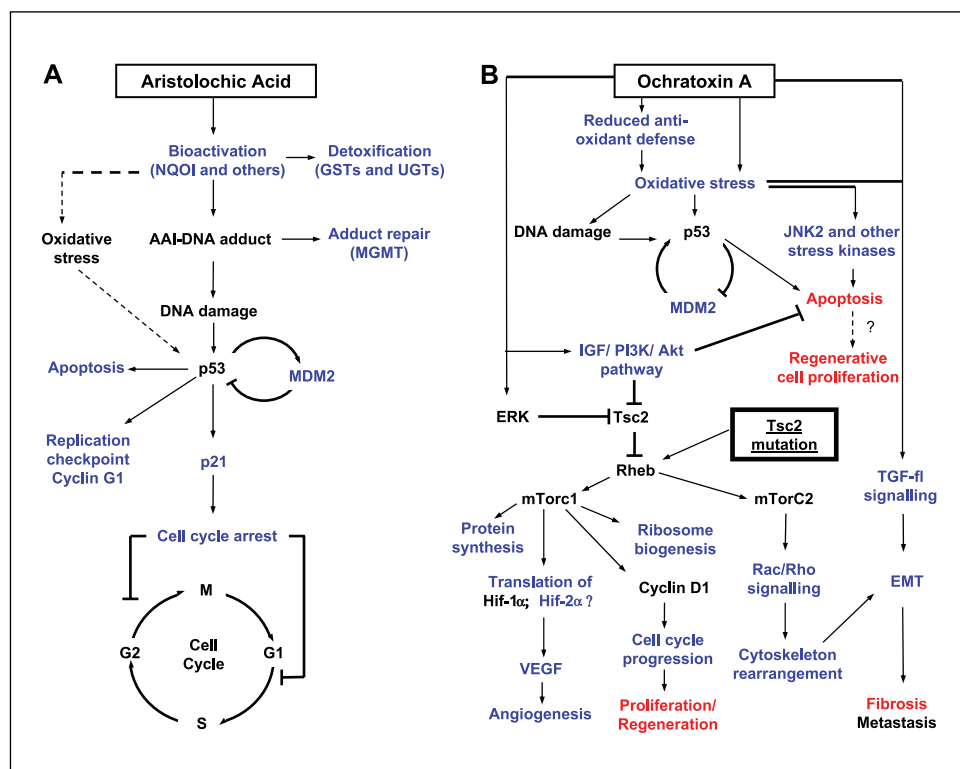 A
Aristolochic Acid
Bioactivation
(NQOI and others)
Detoxification
(GSTs and UGTs)
Oxidative
stress
AAI-DNA adduct
Adduct repair
(MGMT)
DNA damage
Apoptosis
p53
MDM2
Replication
checkpoint
Cyclin G1
p21
Cell cycle arrest
M
G2
Cell
Cycle
G1
S
B
Ochratoxin A
Reduced anti-
oxidant defense
Oxidative stress
DNA damage
p53
JNK2 and other
stress kinases
MDM2
Apoptosis
?
Regenerative
cell proliferation
IGF/ PI3K/ Akt
pathway
ERK
Tsc2
Tsc2
mutation
Rheb
mTorc1
mTorC2
TGF-fl
signalling
Protein
synthesis
Ribosome
biogenesis
Translation of
Hif-1α; Hif-2α ?
Cyclin D1
Rac/Rho
signalling
EMT
VEGF
Cell cycle
progression
Cytoskeleton
rearrangement
Angiogenesis
Proliferation/
Regeneration
Fibrosis
Metastasis